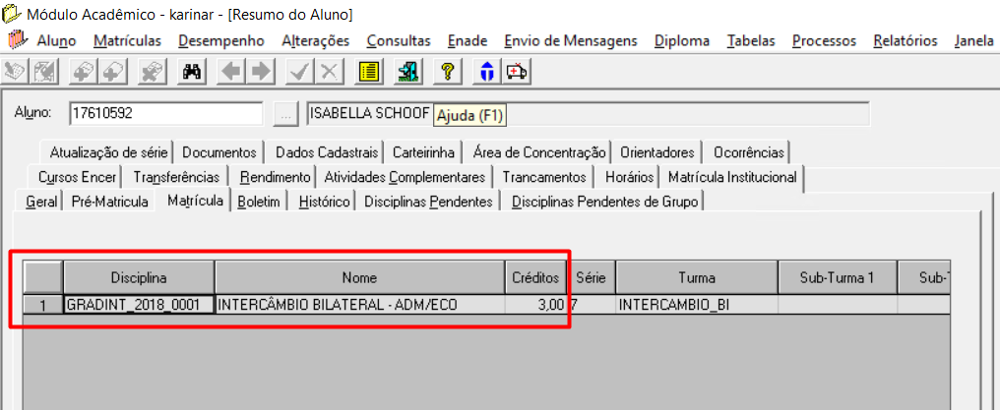 Módulo Acadêmico - karinar - [Resumo do Aluno]
Aluno Matrículas Desempenho Alterações Consultas Enade Envio de Mensagens Diploma Tabelas Processos Relatórios Janela
Aluno: 17610592 ... ISABELLA SCHOOF Ajuda (F1)
Atualização de série Documentos Dados Cadastrais Carteirinha Área de Concentração Orientadores Ocorrências
Cursos Encer Transferências Rendimento Atividades Complementares Trancamentos Horários Matrícula Institucional
Geral Pré-Matricula Matrícula Boletim Histórico Disciplinas Pendentes Disciplinas Pendentes de Grupo
Disciplina Nome Créditos Série Turma Sub-Turma 1 Sub-T
1 GRADINT_2018_0001 INTERCÂMBIO BILATERAL - ADM/ECO 3,00 7 INTERCAMBIO_BI